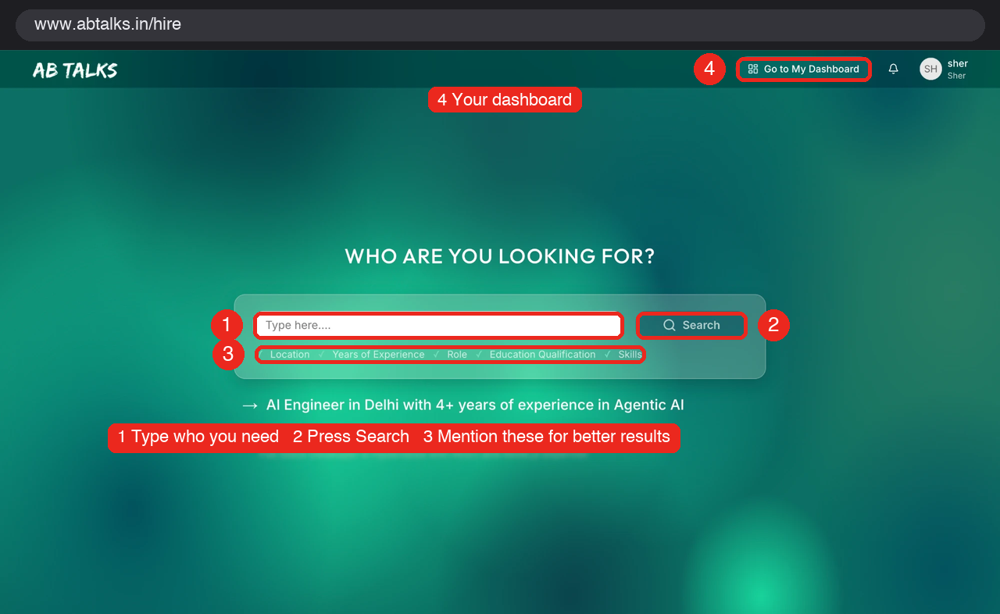 www.abtalks.in/hire
AB TALKS
4
Go to My Dashboard
SH
sher
Sher
4 Your dashboard
WHO ARE YOU LOOKING FOR?
1
Type here....
Search
2
3
Location ✓ Years of Experience ✓ Role ✓ Education Qualification ✓ Skills
→ AI Engineer in Delhi with 4+ years of experience in Agentic AI
1 Type who you need 2 Press Search 3 Mention these for better results